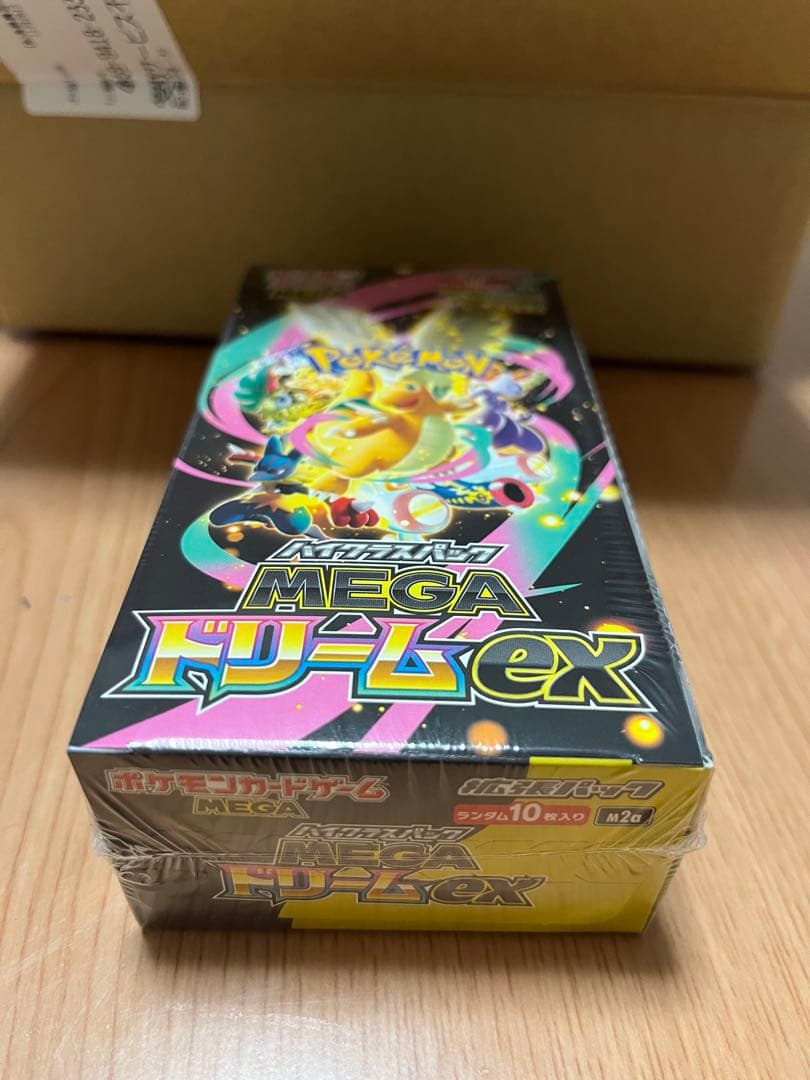 Pokémon
ハイクラスパック
MEGA
ドリームex
ポケモンカードゲーム
MEGA
拡張パック
ランダム10枚入り
M2a
ハイクラスパック
MEGA
ドリームex